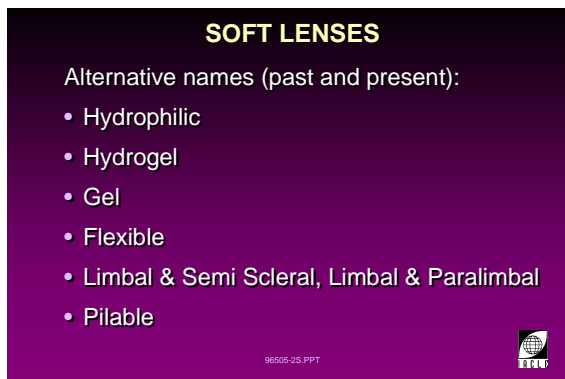 SOFT LENSES
Alternative names (past and present):
• Hydrophilic
• Hydrogel
• Gel
• Flexible
• Limbal & Semi Scleral, Limbal & Paralimbal
• Pilable
96505-2S.PPT
IACLE